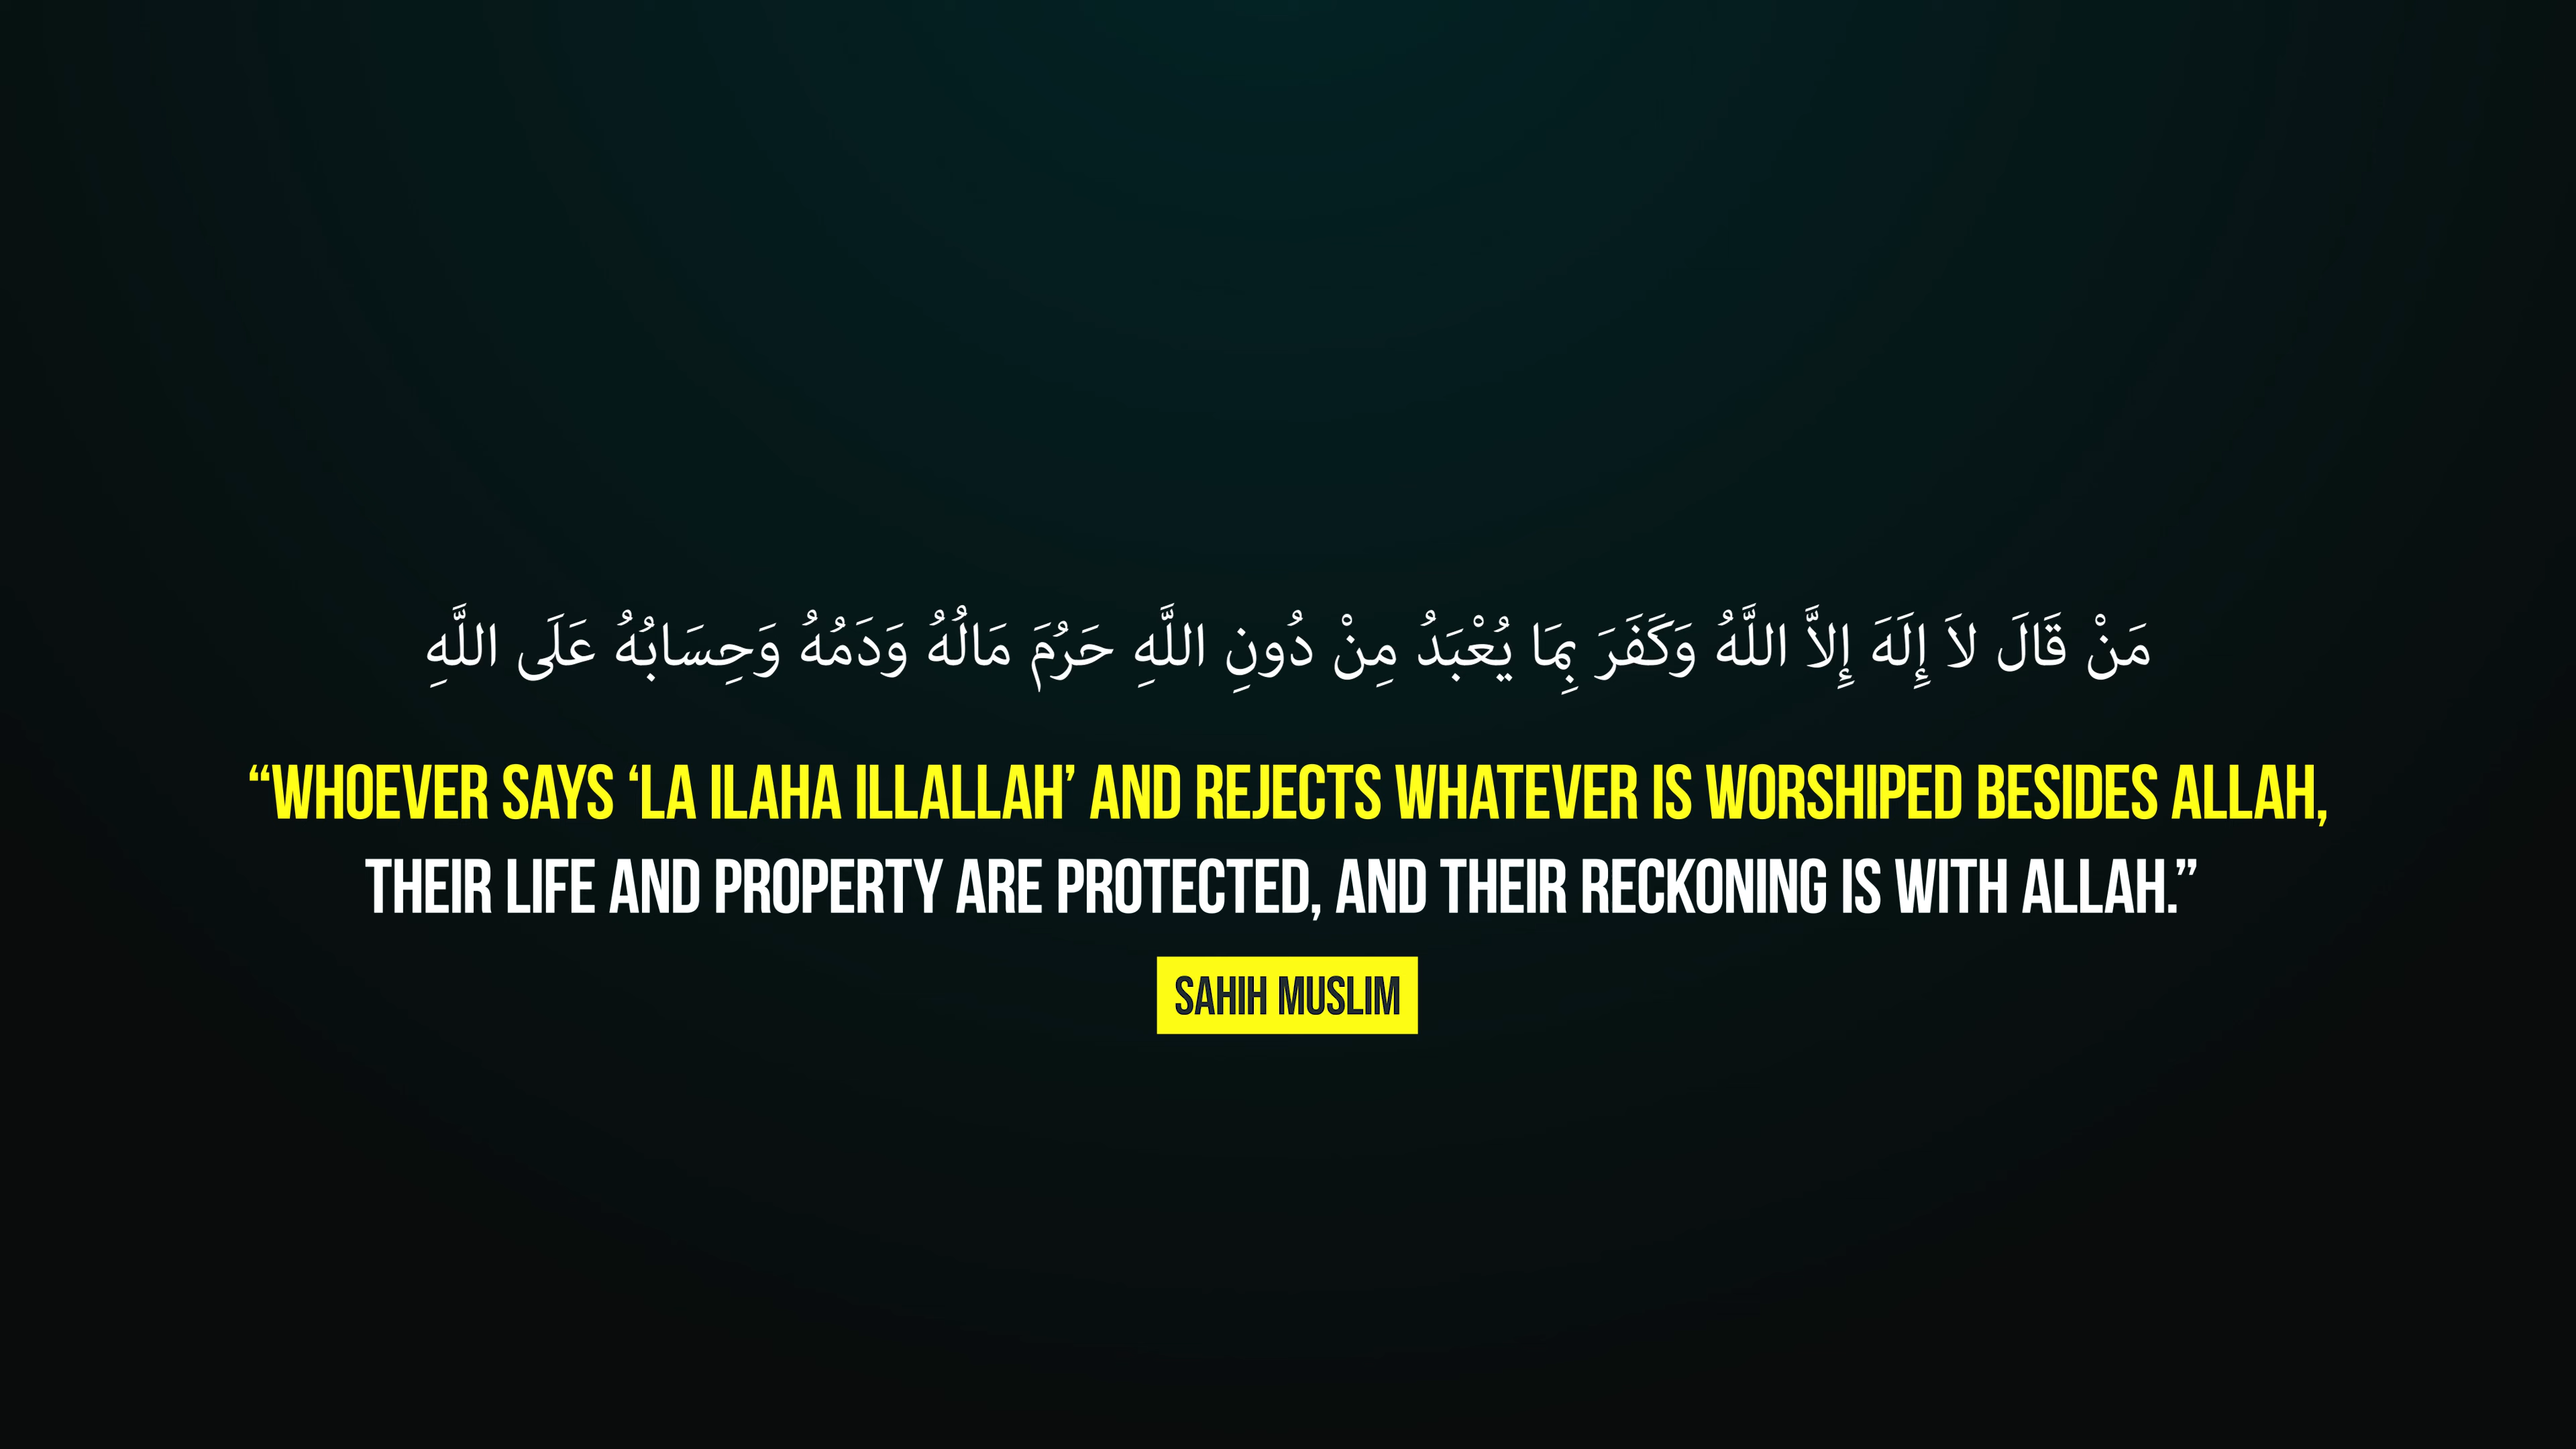 مَنْ قَالَ لاَ إِلَهَ إِلاَّ اللَّهُ وَكَفَرَ بِمَا يُعْبَدُ مِنْ دُونِ اللَّهِ حَرُمَ مَالُهُ وَدَمُهُ وَحِسَابُهُ عَلَى اللَّهِ
“WHOEVER SAYS ‘LA ILAHA ILLALLAH’ AND REJECTS WHATEVER IS WORSHIPED BESIDES ALLAH,
THEIR LIFE AND PROPERTY ARE PROTECTED, AND THEIR RECKONING IS WITH ALLAH.”
SAHIH MUSLIM